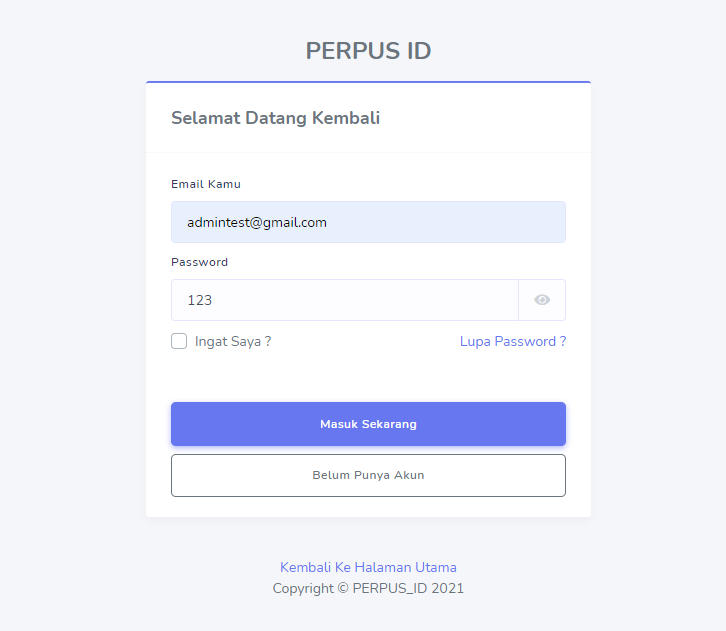 PERPUS ID
Selamat Datang Kembali
Email Kamu
admintest@gmail.com
Password
123
Ingat Saya ? Lupa Password ?
Masuk Sekarang
Belum Punya Akun
Kembali Ke Halaman Utama
Copyright © PERPUS_ID 2021